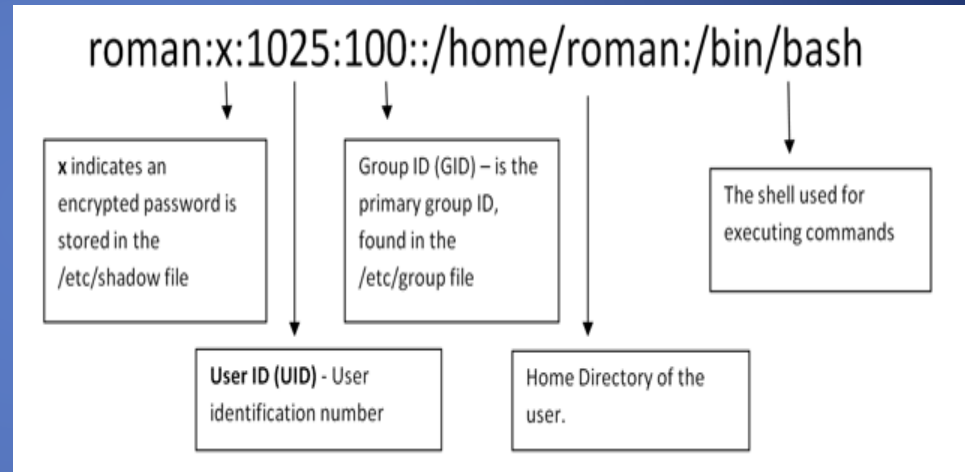 roman:x:1025:100::/home/roman:/bin/bash
x indicates an
encrypted password is
stored in the
/etc/shadow file
Group ID (GID) – is the
primary group ID,
found in the
/etc/group file
The shell used for
executing commands
User ID (UID) - User
identification number
Home Directory of the
user.